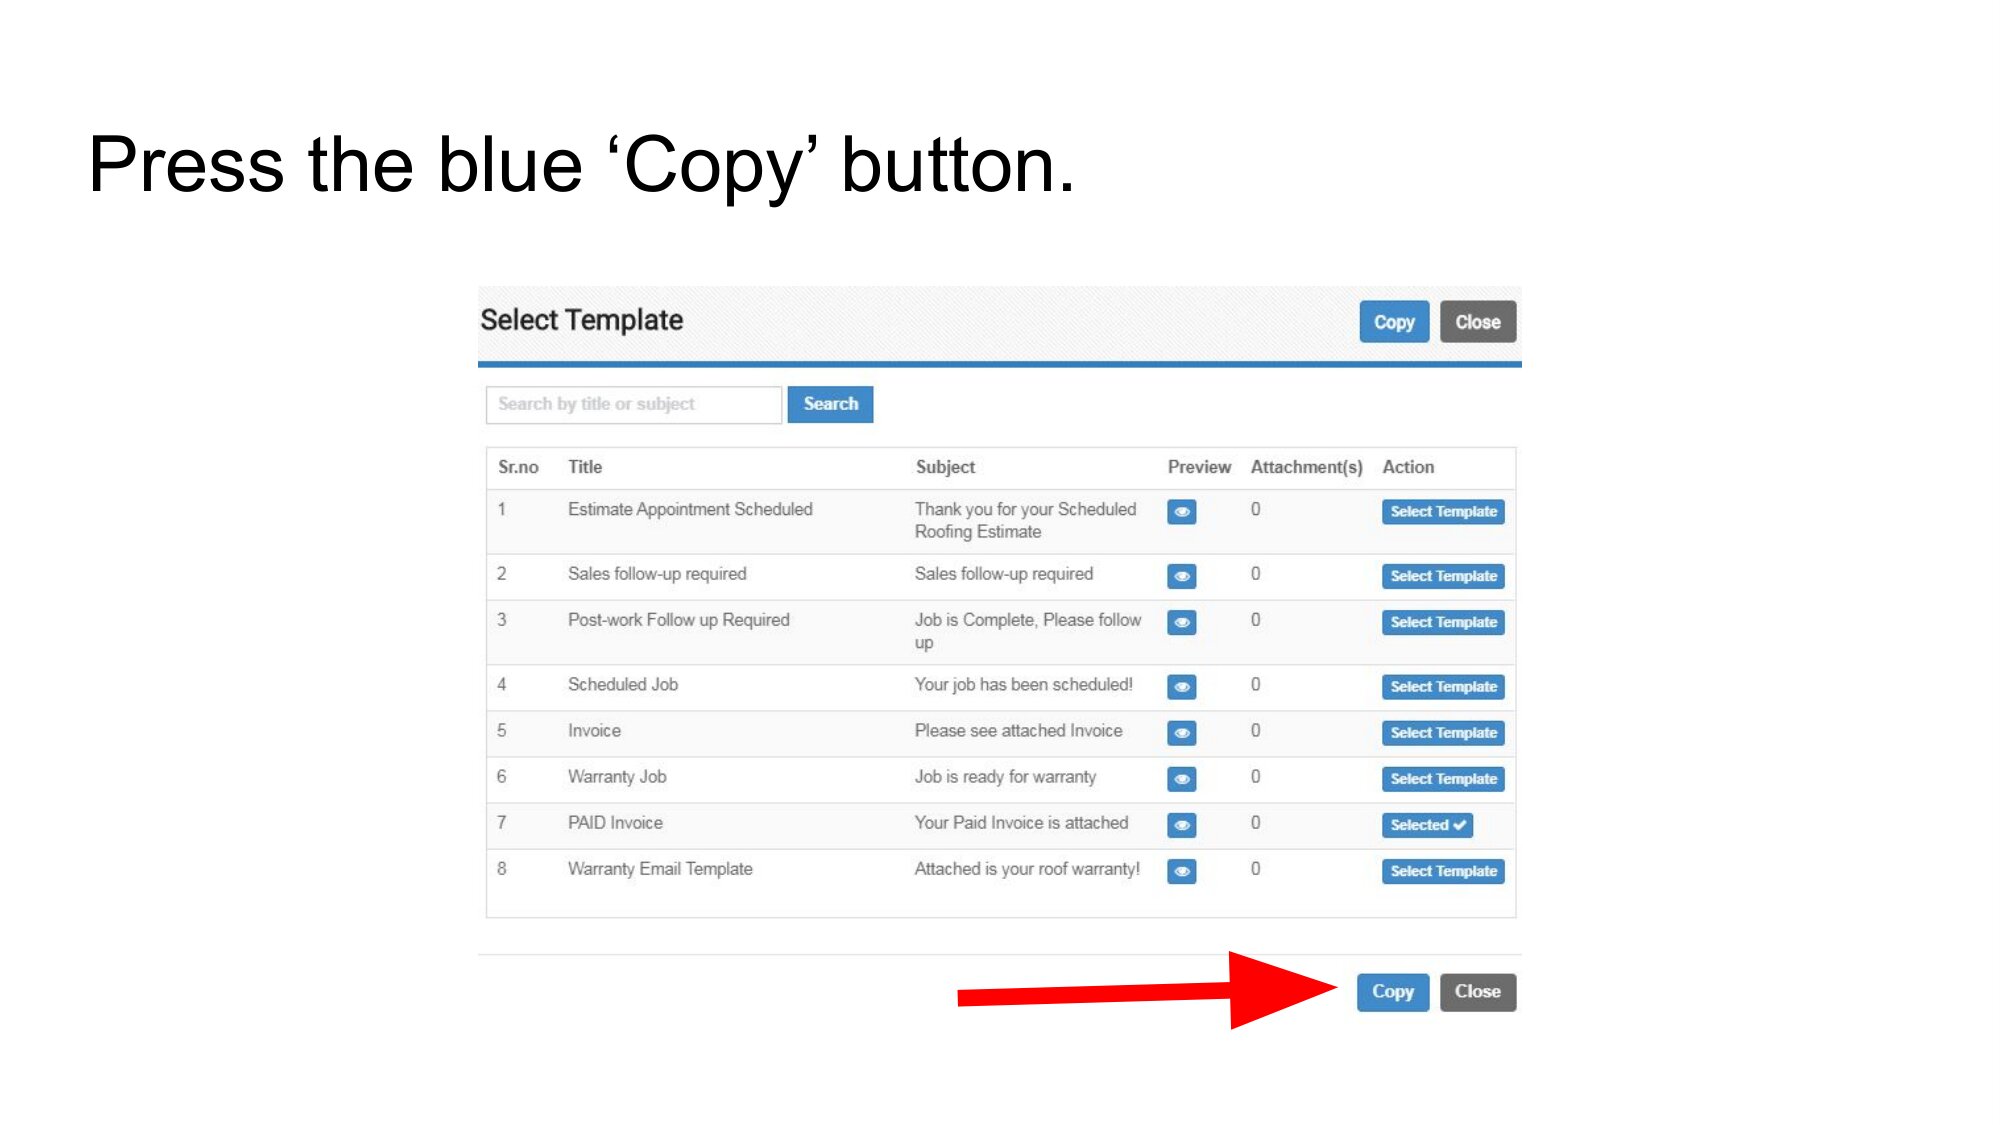 Press the blue ‘Copy’ button.
Select Template
Copy Close
Search by title or subject Search
Sr.no Title Subject Preview Attachment(s) Action
1 Estimate Appointment Scheduled Thank you for your Scheduled 0 Select Template
Roofing Estimate
2 Sales follow-up required Sales follow-up required 0 Select Template
3 Post-work Follow up Required Job is Complete, Please follow 0 Select Template
up
4 Scheduled Job Your job has been scheduled! 0 Select Template
5 Invoice Please see attached Invoice 0 Select Template
6 Warranty Job Job is ready for warranty 0 Select Template
7 PAID Invoice Your Paid Invoice is attached 0 Selected ✔
8 Warranty Email Template Attached is your roof warranty! 0 Select Template
Copy Close